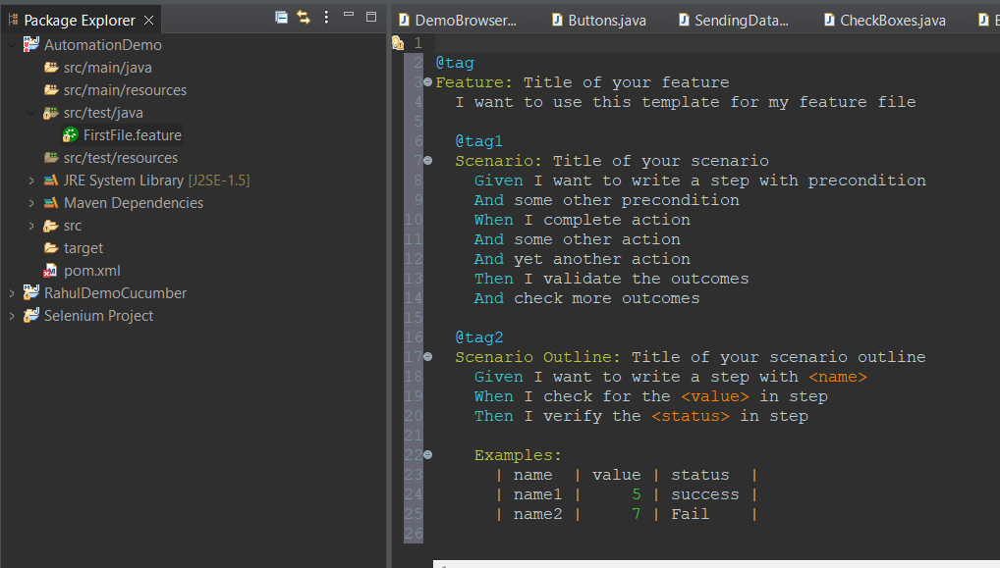 Package Explorer
AutomationDemo
src/main/java
src/main/resources
src/test/java
FirstFile.feature
src/test/resources
JRE System Library [J2SE-1.5]
Maven Dependencies
src
target
pom.xml
RahulDemoCucumber
Selenium Project
DemoBrowser... Buttons.java SendingData... CheckBoxes.java
1
2 @tag
3 Feature: Title of your feature
4 I want to use this template for my feature file
5
6 @tag1
7 Scenario: Title of your scenario
8 Given I want to write a step with precondition
9 And some other precondition
10 When I complete action
11 And some other action
12 And yet another action
13 Then I validate the outcomes
14 And check more outcomes
15
16 @tag2
17 Scenario Outline: Title of your scenario outline
18 Given I want to write a step with <name>
19 When I check for the <value> in step
20 Then I verify the <status> in step
21
22 Examples:
23 | name | value | status |
24 | name1 | 5 | success |
25 | name2 | 7 | Fail |
26